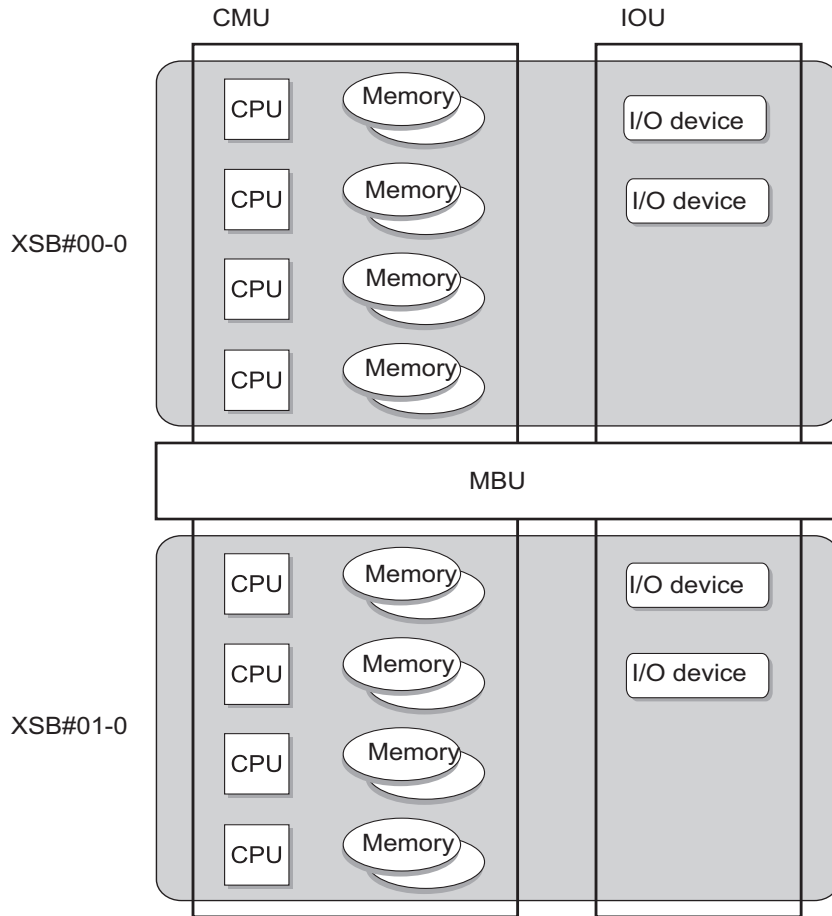 CMU IOU
CPU Memory I/O device
CPU Memory I/O device
XSB#00-0
CPU Memory
CPU Memory
MBU
CPU Memory I/O device
CPU Memory I/O device
XSB#01-0
CPU Memory
CPU Memory